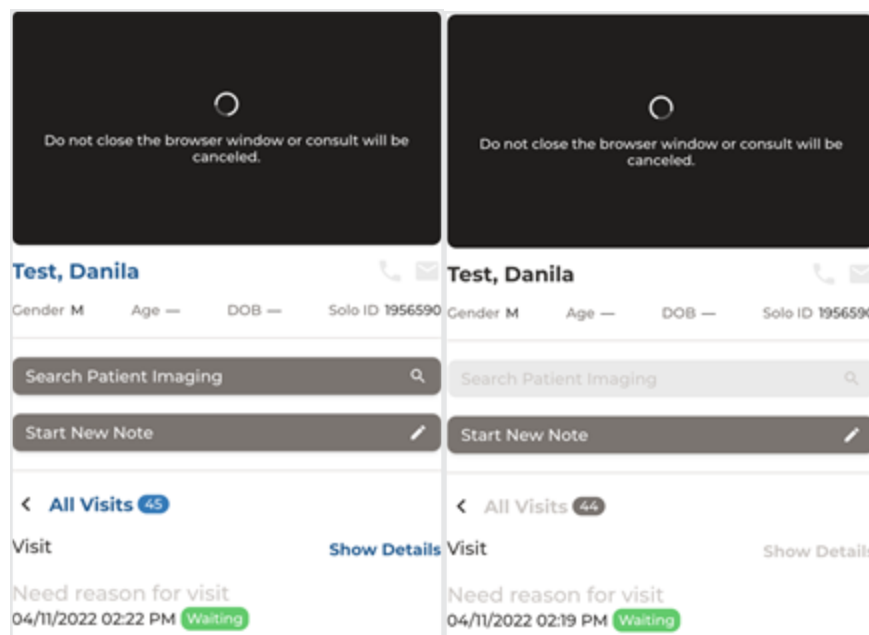 Do not close the browser window or consult will be
canceled.
Test, Danila
Gender M Age — DOB — Solo ID 1956590
Search Patient Imaging
Start New Note
All Visits 45
Visit Show Details
Need reason for visit
04/11/2022 02:22 PM Waiting
Do not close the browser window or consult will be
canceled.
Test, Danila
Gender M Age — DOB — Solo ID 1956590
Search Patient Imaging
Start New Note
All Visits 44
Visit Show Details
Need reason for visit
04/11/2022 02:19 PM Waiting